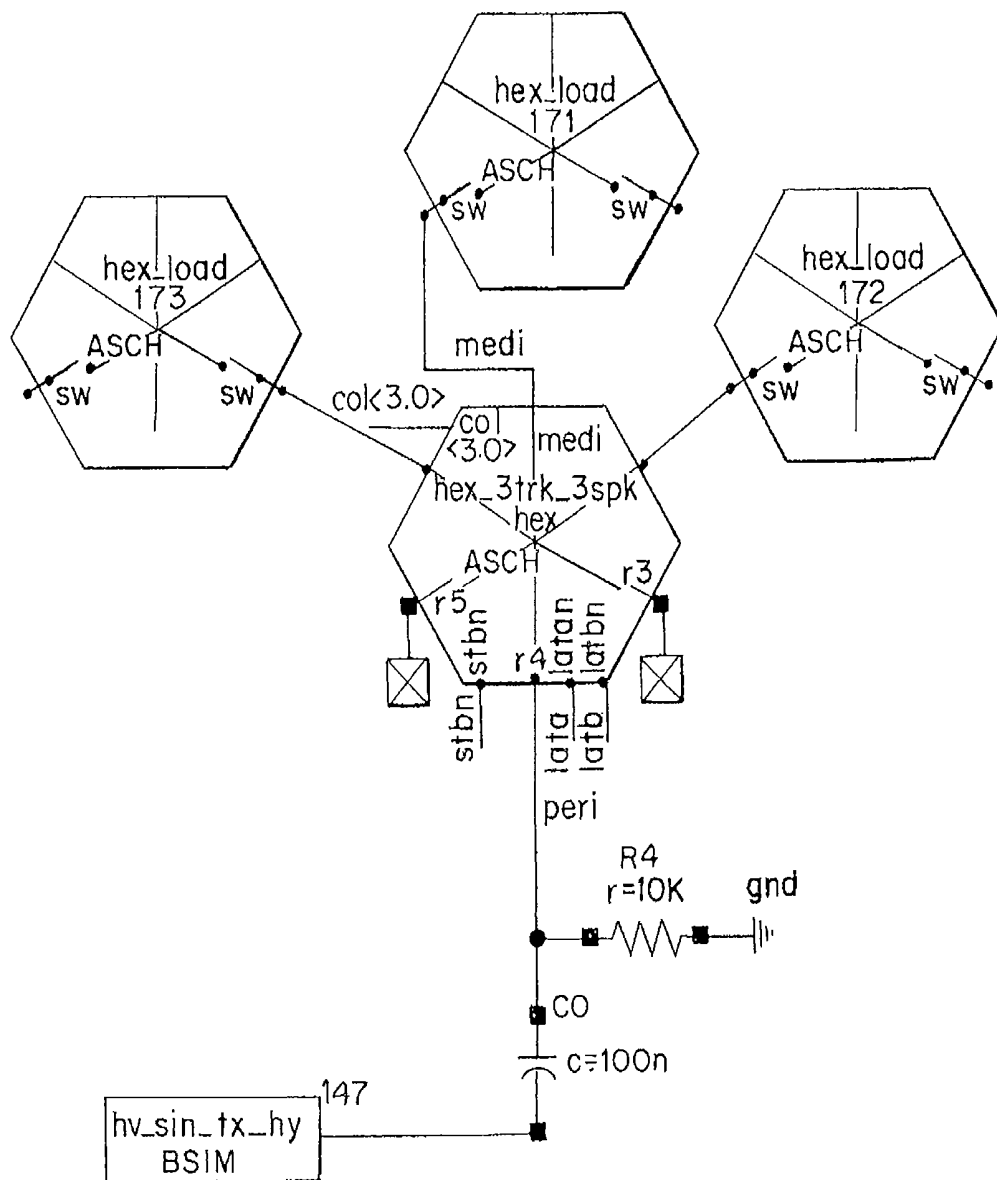 hex_load
171
ASCH
sw
sw
hex_load
173
ASCH
sw
sw
hex_load
172
ASCH
sw
sw
medi
col<3.0>
col
<3.0>
medi
hex_3trk_3spk
hex
ASCH
r5
r3
r4
stbn
latan
latbn
stbn
lata
latb
peri
R4
r=10K
gnd
CO
c=100n
147
hv_sin_tx_hy
BSIM